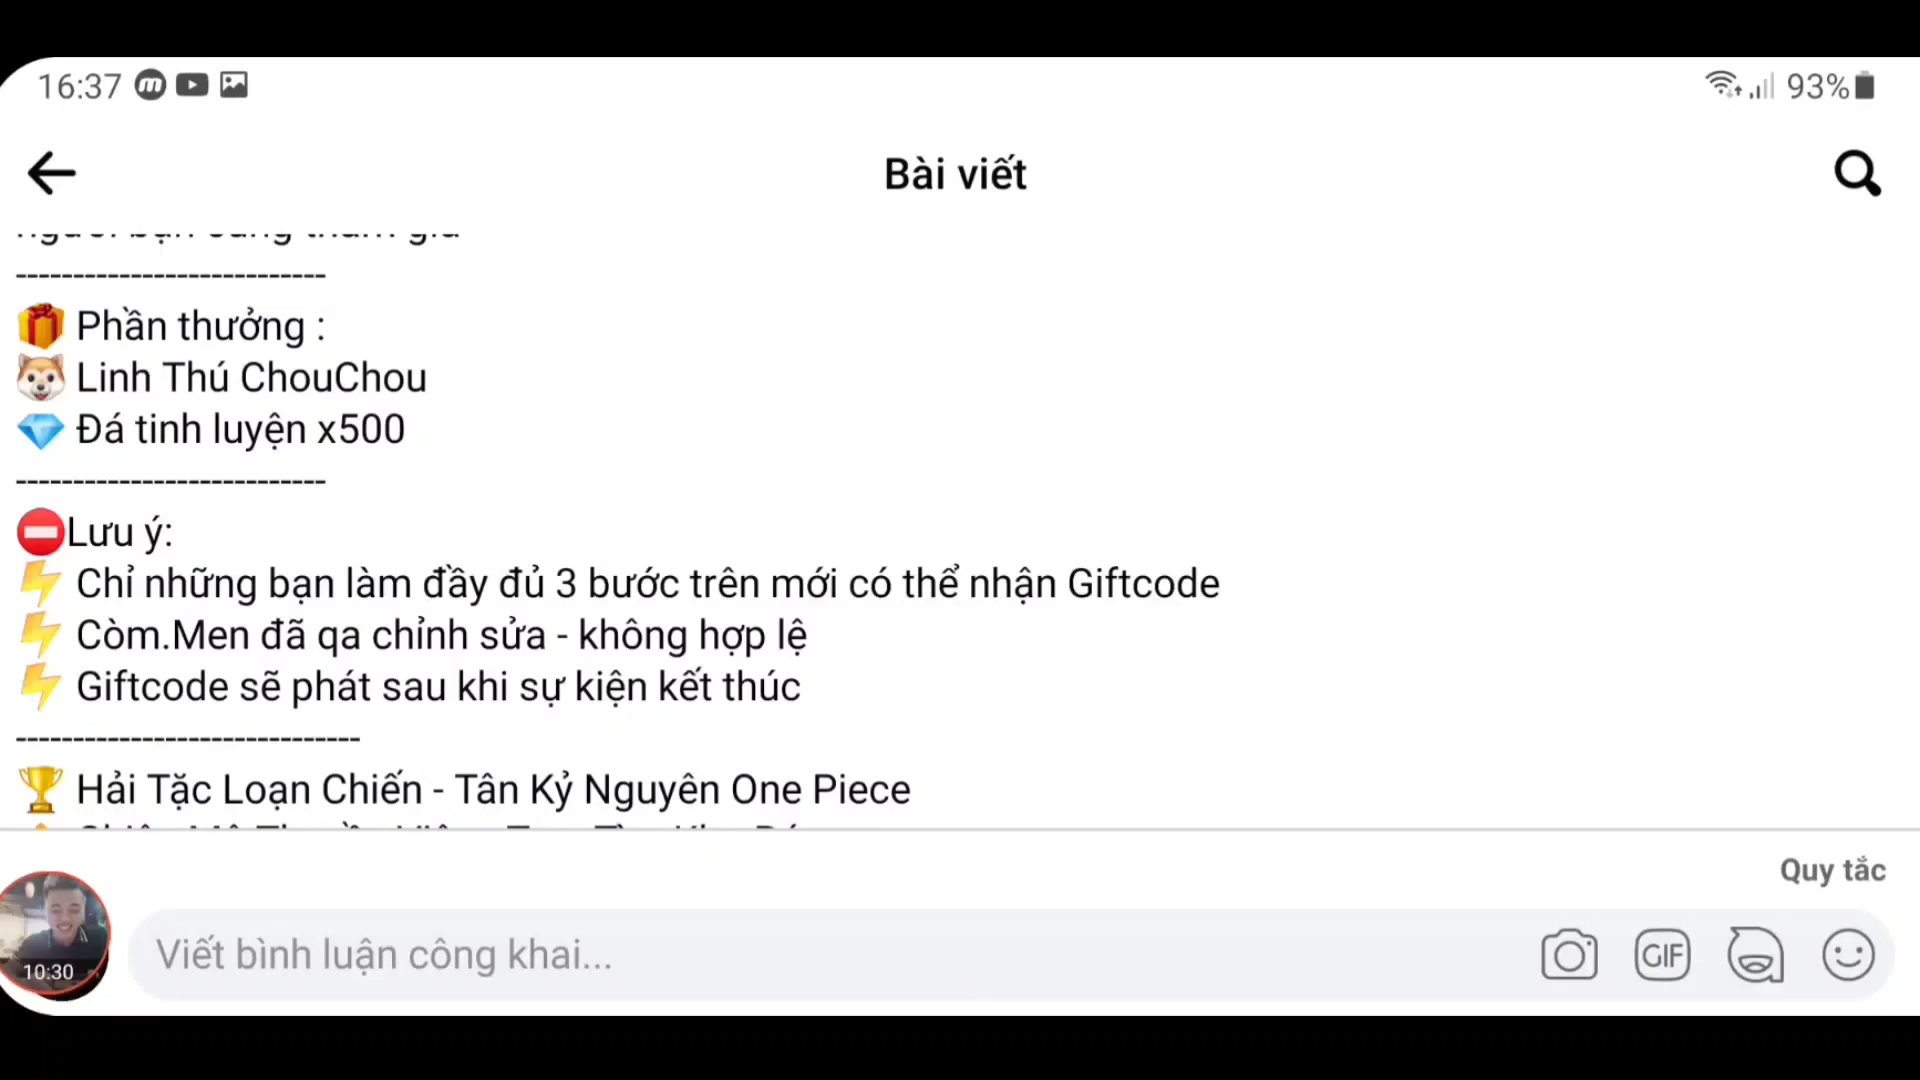 16:37
93%
Bài viết
---------------------------
Phần thưởng :
Linh Thú ChouChou
Đá tinh luyện x500
---------------------------
Lưu ý:
Chỉ những bạn làm đầy đủ 3 bước trên mới có thể nhận Giftcode
Còm.Men đã qa chỉnh sửa - không hợp lệ
Giftcode sẽ phát sau khi sự kiện kết thúc
------------------------------
Hải Tặc Loạn Chiến - Tân Kỷ Nguyên One Piece
Quy tắc
10:30
Viết bình luận công khai...
GIF